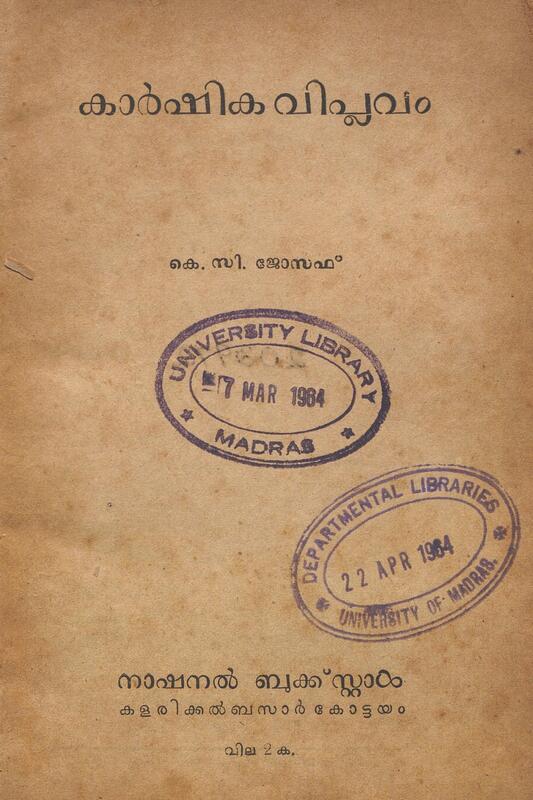 കാർഷിക വിപ്ലവം
കെ. സി. ജോസഫ്
UNIVERSITY LIBRARY
17 MAR 1964
MADRAS
DEPARTMENTAL LIBRARIES
22 APR 1964
UNIVERSITY OF MADRAS.
നാഷനൽ ബുക്ക് സ്റ്റാൾ
കളരിക്കൽബസാർ കോട്ടയം
വില 2 ക.